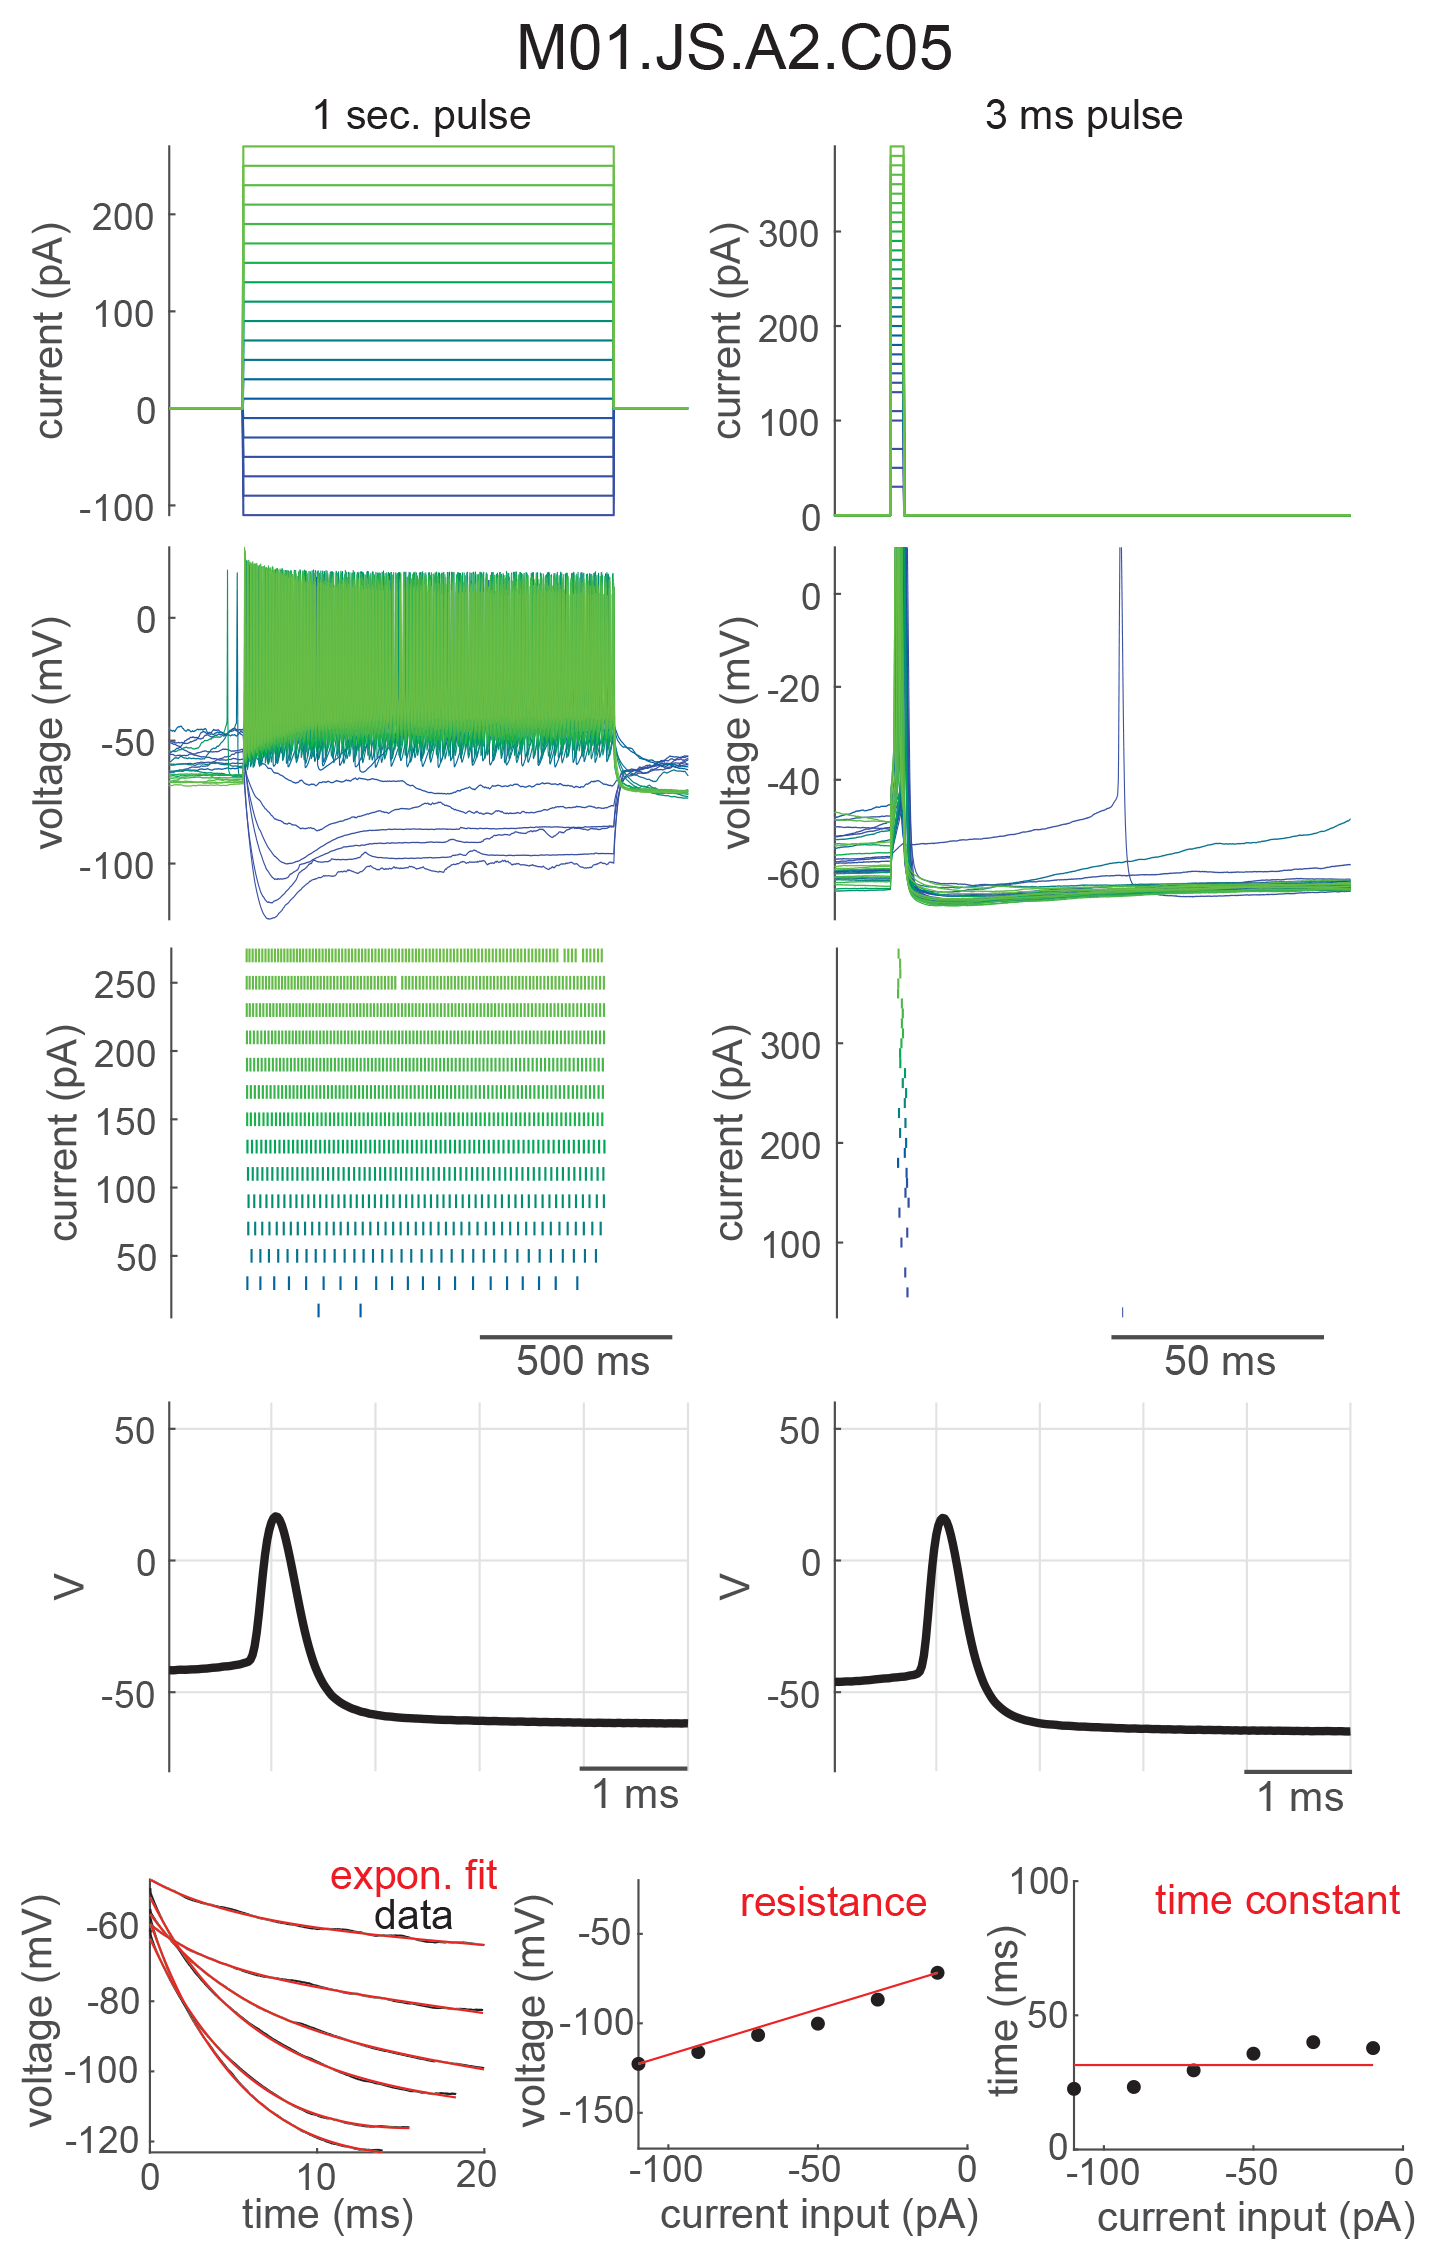 M01.JS.A2.C05
1 sec. pulse
3 ms pulse
current (pA)
200
100
0
-100
current (pA)
300
200
100
0
voltage (mV)
0
-50
-100
voltage (mV)
0
-20
-40
-60
current (pA)
250
200
150
100
50
500 ms
current (pA)
300
200
100
50 ms
V
50
0
-50
1 ms
V
50
0
-50
1 ms
expon. fit
data
voltage (mV)
-60
-80
-100
-120
0
10
20
time (ms)
resistance
voltage (mV)
-50
-100
-150
-100
-50
0
current input (pA)
time constant
time (ms)
100
50
0
-100
-50
0
current input (pA)